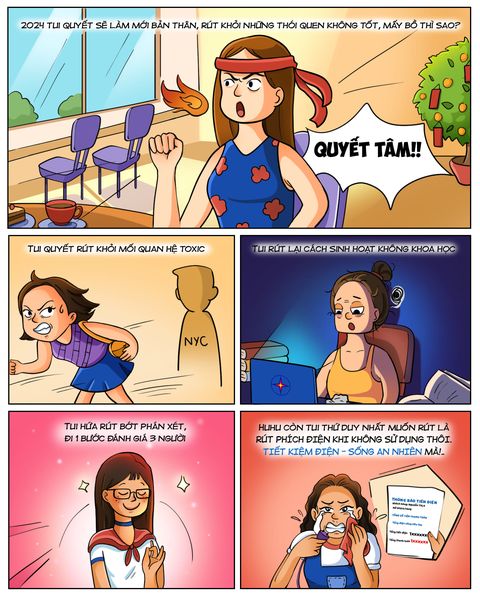 2024 TUI QUYẾT SẼ LÀM MỚI BẢN THÂN, RÚT KHỎI NHỮNG THÓI QUEN KHÔNG TỐT, MẤY BỒ THÌ SAO?
QUYẾT TÂM!!
TUI QUYẾT RÚT KHỎI MỐI QUAN HỆ TOXIC
NYC
TUI RÚT LẠI CÁCH SINH HOẠT KHÔNG KHOA HỌC
TUI HỨA RÚT BỚT PHÁN XÉT,
ĐI 1 BƯỚC ĐÁNH GIÁ 3 NGƯỜI
HUHU CÒN TUI THỨ DUY NHẤT MUỐN RÚT LÀ
RÚT PHÍCH ĐIỆN KHI KHÔNG SỬ DỤNG THÔI.
TIẾT KIỆM ĐIỆN - SỐNG AN NHIÊN MÀ!..
THÔNG BÁO TIỀN ĐIỆN